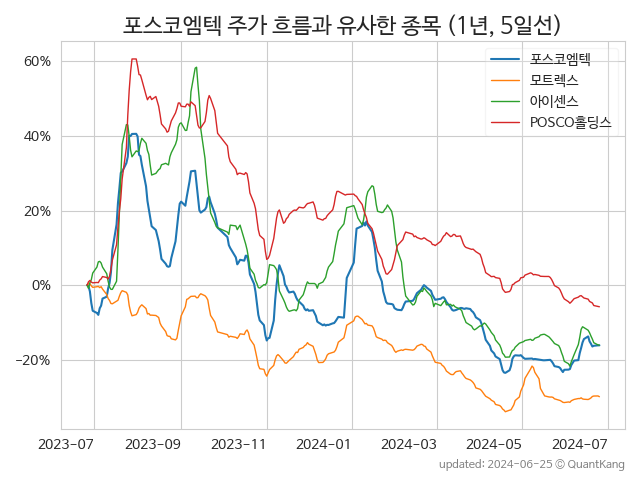 포스코엠텍 주가 흐름과 유사한 종목 (1년, 5일선)
포스코엠텍
모트렉스
아이센스
POSCO홀딩스
60%
40%
20%
0%
−20%
2023-07 2023-09 2023-11 2024-01 2024-03 2024-05 2024-07
updated: 2024-06-25 © QuantKang